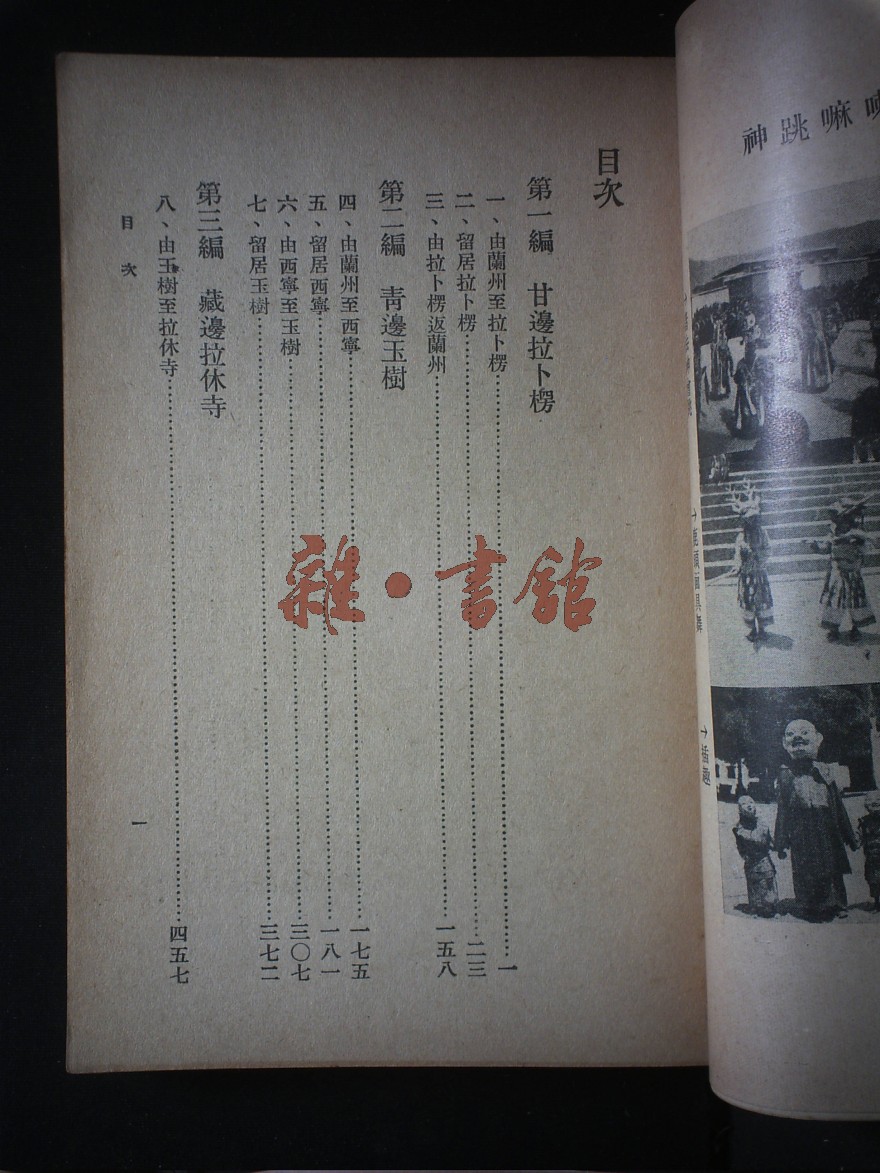 目次
第一編　甘邊拉卜楞
一、由蘭州至拉卜楞……一
二、留居拉卜楞……二三
三、由拉卜楞返蘭州……一五八
第二編　青邊玉樹
四、由蘭州至西寧……一七五
五、留居西寧……一八一
六、由西寧至玉樹……三〇七
七、留居玉樹……三七二
第三編　藏邊拉休寺
八、由玉樹至拉休寺……四五七
目次
一
嘛跳神
插趣
雜·書舘